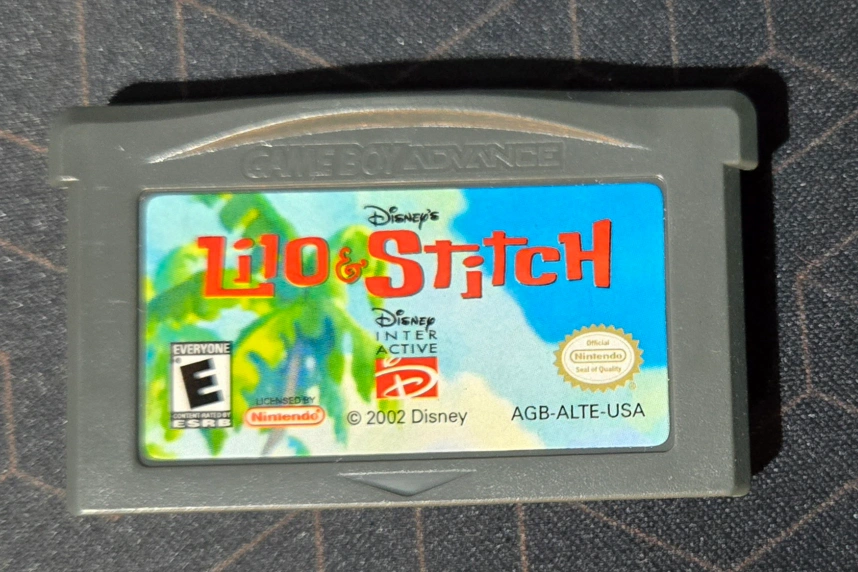 GAME BOY ADVANCE
Disney's
Lilo & Stitch
Disney
INTER
ACTIVE
D
EVERYONE
E
CONTENT RATED BY
ESRB
LICENSED BY
Nintendo
© 2002 Disney
Official
Nintendo
Seal of Quality
AGB-ALTE-USA